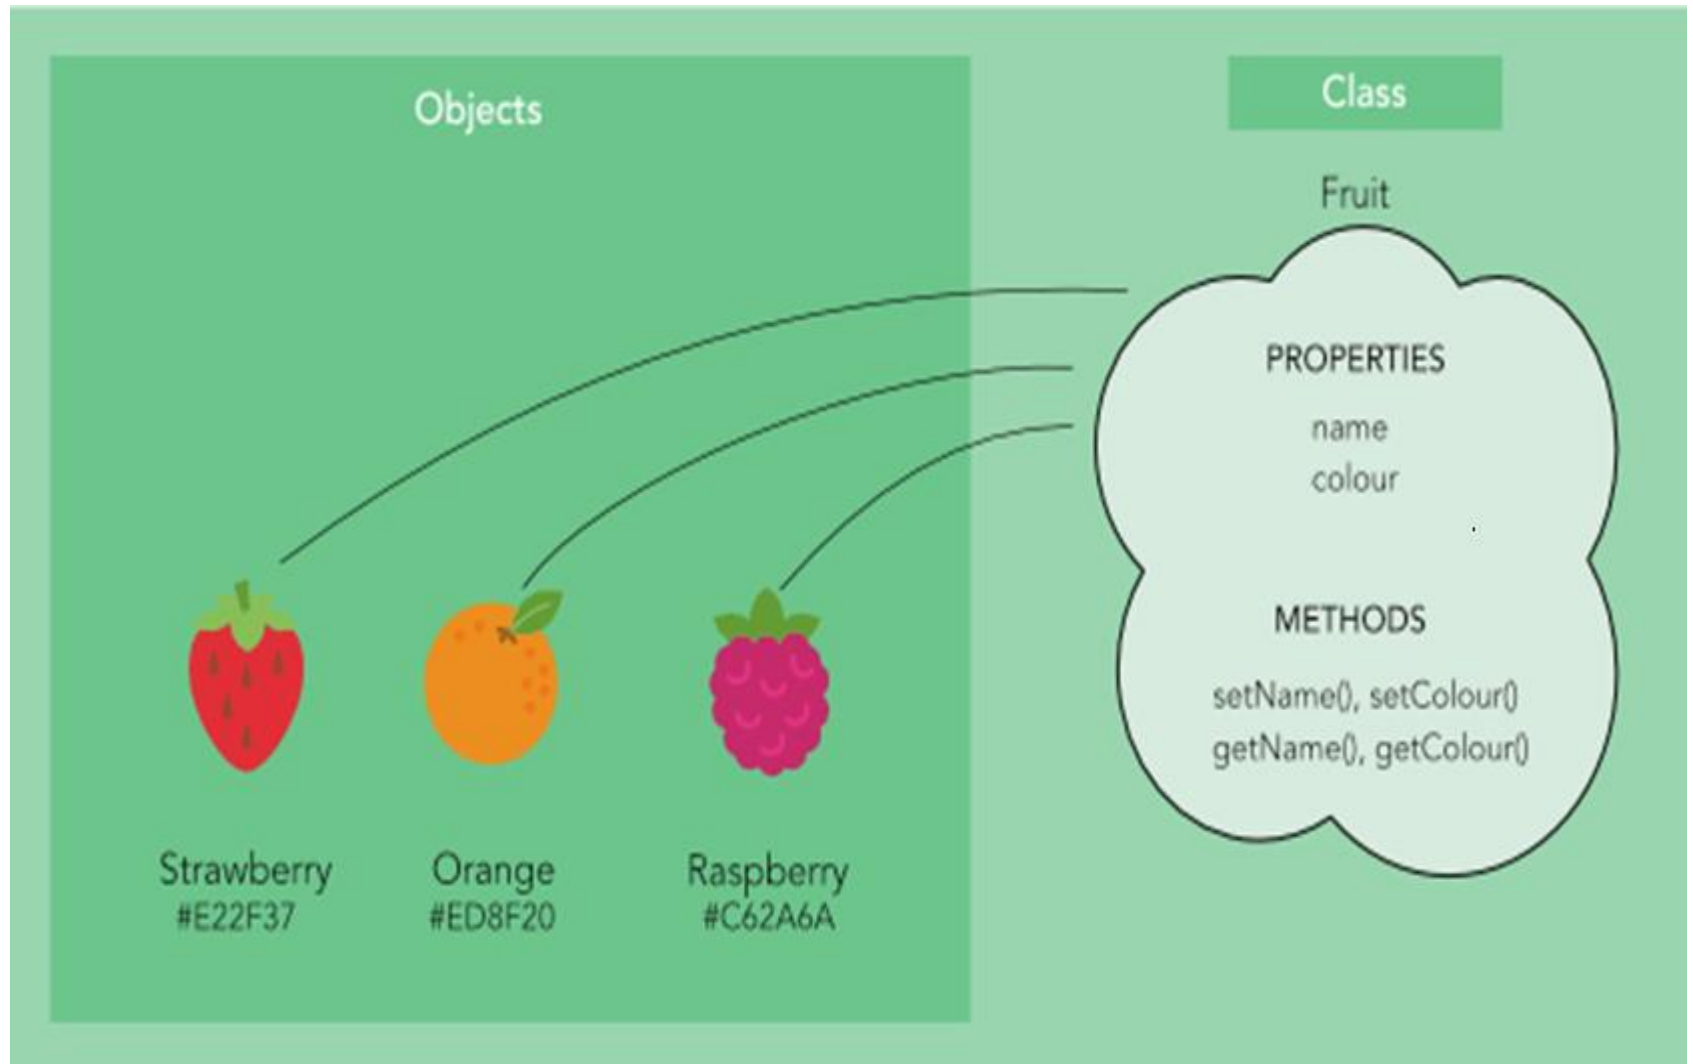 Objects
Strawberry
#E22F37
Orange
#ED8F20
Raspberry
#C62A6A
Class
Fruit
PROPERTIES
name
colour
METHODS
setName(), setColour()
getName(), getColour()